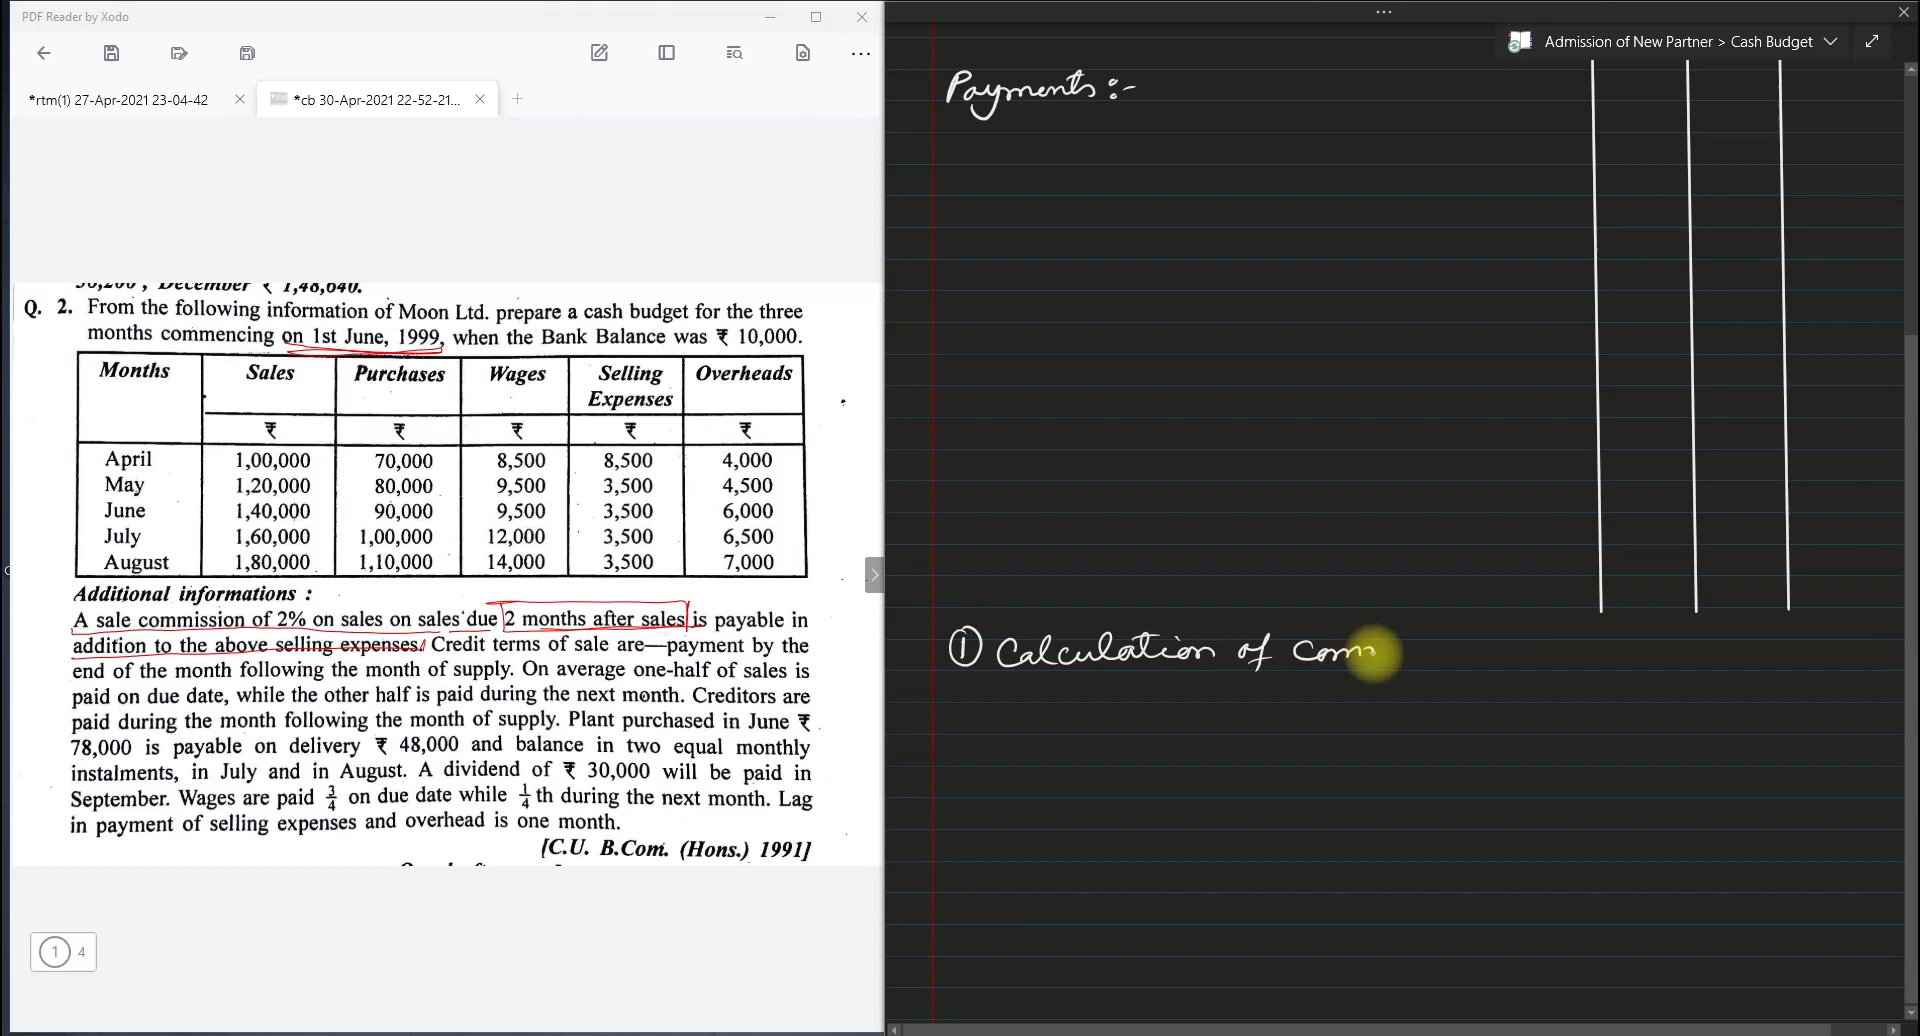 PDF Reader by Xodo
*rtm(1) 27-Apr-2021 23-04-42
*cb 30-Apr-2021 22-52-21...
Admission of New Partner > Cash Budget
, December ₹ 1,48,640.
Q. 2. From the following information of Moon Ltd. prepare a cash budget for the three
months commencing on 1st June, 1999, when the Bank Balance was ₹ 10,000.
Months Sales Purchases Wages Selling Expenses Overheads
₹ ₹ ₹ ₹ ₹
April 1,00,000 70,000 8,500 8,500 4,000
May 1,20,000 80,000 9,500 3,500 4,500
June 1,40,000 90,000 9,500 3,500 6,000
July 1,60,000 1,00,000 12,000 3,500 6,500
August 1,80,000 1,10,000 14,000 3,500 7,000
Additional informations :
A sale commission of 2% on sales on sales due 2 months after sales is payable in
addition to the above selling expenses. Credit terms of sale are—payment by the
end of the month following the month of supply. On average one-half of sales is
paid on due date, while the other half is paid during the next month. Creditors are
paid during the month following the month of supply. Plant purchased in June ₹
78,000 is payable on delivery ₹ 48,000 and balance in two equal monthly
instalments, in July and in August. A dividend of ₹ 30,000 will be paid in
September. Wages are paid 3/4 on due date while 1/4 th during the next month. Lag
in payment of selling expenses and overhead is one month.
[C.U. B.Com. (Hons.) 1991]
1 4
Payments :-
① Calculation of com